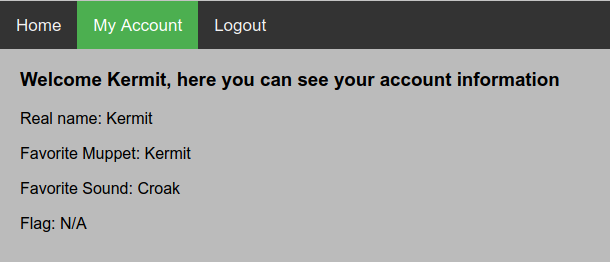 Home My Account Logout
Welcome Kermit, here you can see your account information
Real name: Kermit
Favorite Muppet: Kermit
Favorite Sound: Croak
Flag: N/A